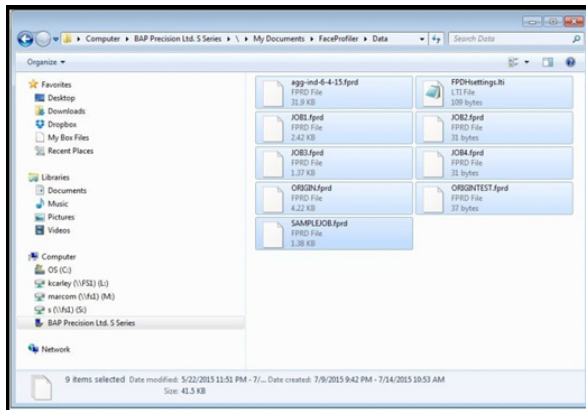 Computer ▸ BAP Precision Ltd. S Series ▸ \ ▸ My Documents ▸ FaceProfiler ▸ Data
Search Data
Organize
Favorites
Desktop
Downloads
Dropbox
My Box Files
Recent Places
Libraries
Documents
Music
Pictures
Videos
Computer
OS (C:)
kcarley (\\FS1) (L:)
marcom (\\fs1) (M:)
s (\\fs1) (S:)
BAP Precision Ltd. S Series
Network
agg-ind-6-4-15.fprd
FPRD File
31.9 KB
FPDHsettings.lti
LTI File
109 bytes
JOB1.fprd
FPRD File
2.42 KB
JOB2.fprd
FPRD File
31 bytes
JOB3.fprd
FPRD File
1.37 KB
JOB4.fprd
FPRD File
31 bytes
ORIGIN.fprd
FPRD File
4.22 KB
ORIGINTEST.fprd
FPRD File
37 bytes
SAMPLEJOB.fprd
FPRD File
1.38 KB
9 items selected Date modified: 5/22/2015 11:51 PM - 7/... Date created: 7/9/2015 9:42 PM - 7/14/2015 10:53 AM
Size: 41.5 KB